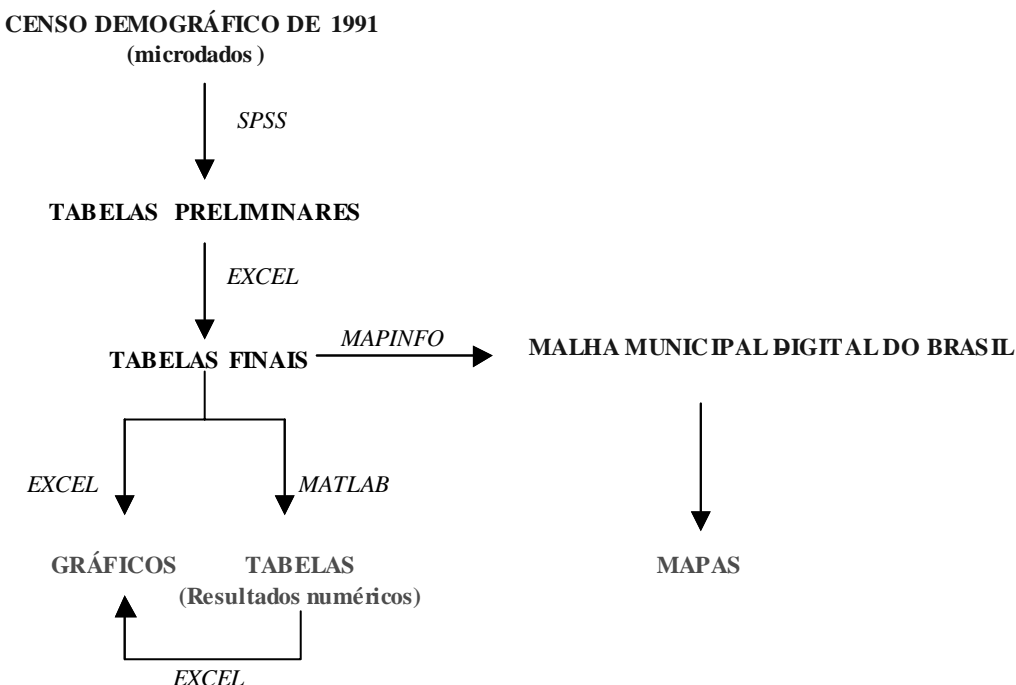 CENSO DEMOGRÁFICO DE 1991
(microdados )
SPSS
TABELAS PRELIMINARES
EXCEL
TABELAS FINAIS
MAPINFO
MALHA MUNICIPAL DIGITAL DO BRASIL
EXCEL
MATLAB
GRÁFICOS
TABELAS
(Resultados numéricos)
MAPAS
EXCEL